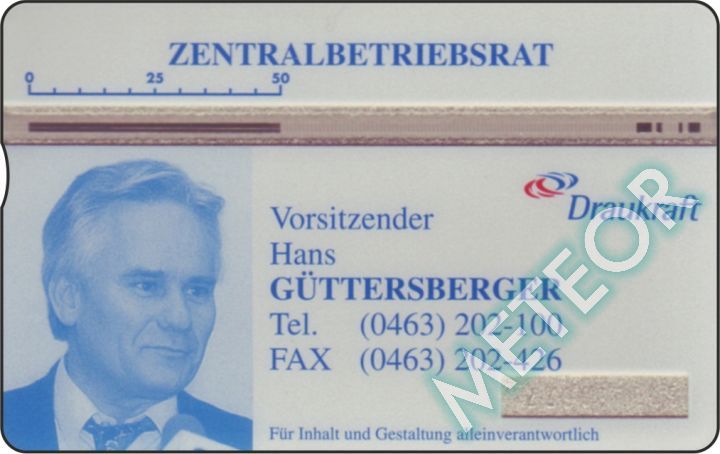 ZENTRALBETRIEBSRAT
0 25 50
Draukraft
Vorsitzender
Hans
GÜTTERSBERGER
Tel. (0463) 202-100
FAX (0463) 202-426
METEOR
Für Inhalt und Gestaltung alleinverantwortlich